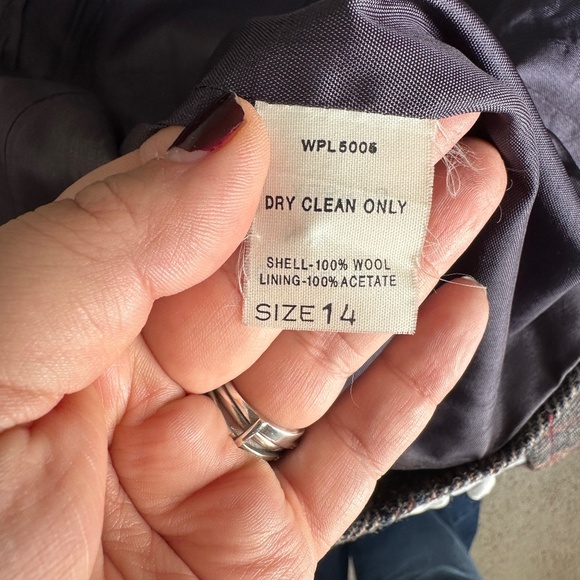 WPL5005
DRY CLEAN ONLY
SHELL-100% WOOL
LINING-100% ACETATE
SIZE 14